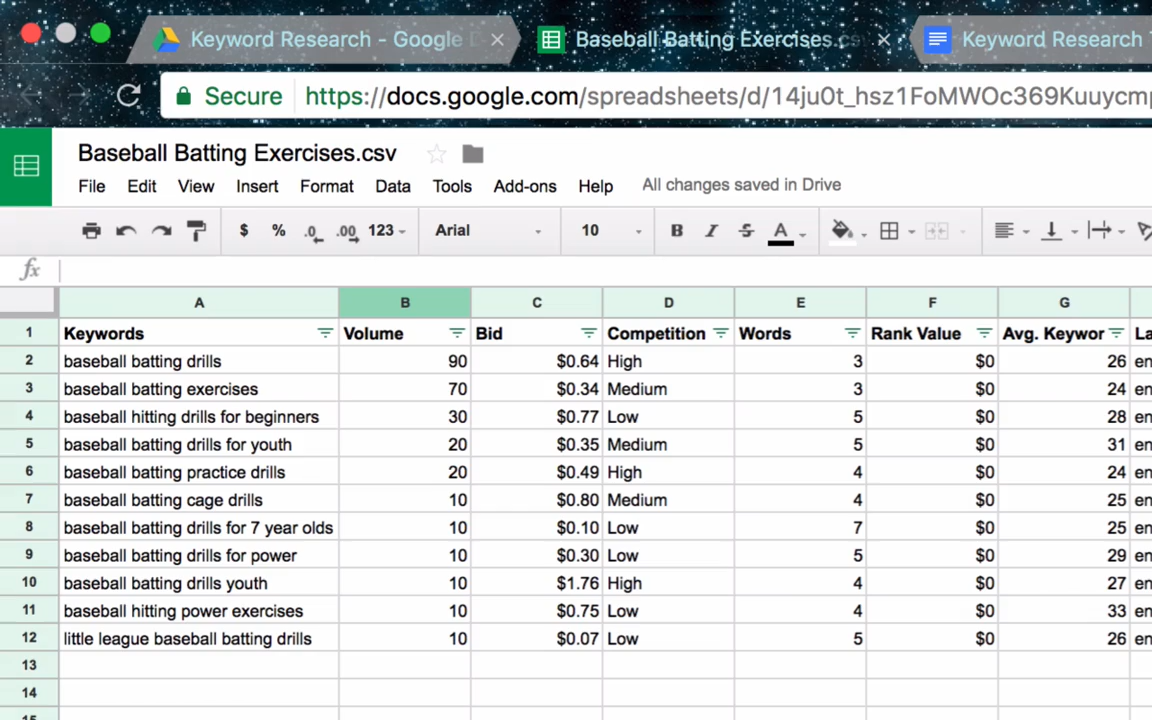 Keyword Research - Google
Baseball Batting Exercises.cs
Keyword Research
Secure https://docs.google.com/spreadsheets/d/14ju0t_hsz1FoMWOc369Kuuycmp
Baseball Batting Exercises.csv
File Edit View Insert Format Data Tools Add-ons Help All changes saved in Drive
$ % .0 .00 123 Arial 10 B I S A
fx
A B C D E F G
1 Keywords Volume Bid Competition Words Rank Value Avg. Keywor La
2 baseball batting drills 90 $0.64 High 3 $0 26 en
3 baseball batting exercises 70 $0.34 Medium 3 $0 24 en
4 baseball hitting drills for beginners 30 $0.77 Low 5 $0 28 en
5 baseball batting drills for youth 20 $0.35 Medium 5 $0 31 en
6 baseball batting practice drills 20 $0.49 High 4 $0 24 en
7 baseball batting cage drills 10 $0.80 Medium 4 $0 25 en
8 baseball batting drills for 7 year olds 10 $0.10 Low 7 $0 25 en
9 baseball batting drills for power 10 $0.30 Low 5 $0 29 en
10 baseball batting drills youth 10 $1.76 High 4 $0 27 en
11 baseball hitting power exercises 10 $0.75 Low 4 $0 33 en
12 little league baseball batting drills 10 $0.07 Low 5 $0 26 en
13
14